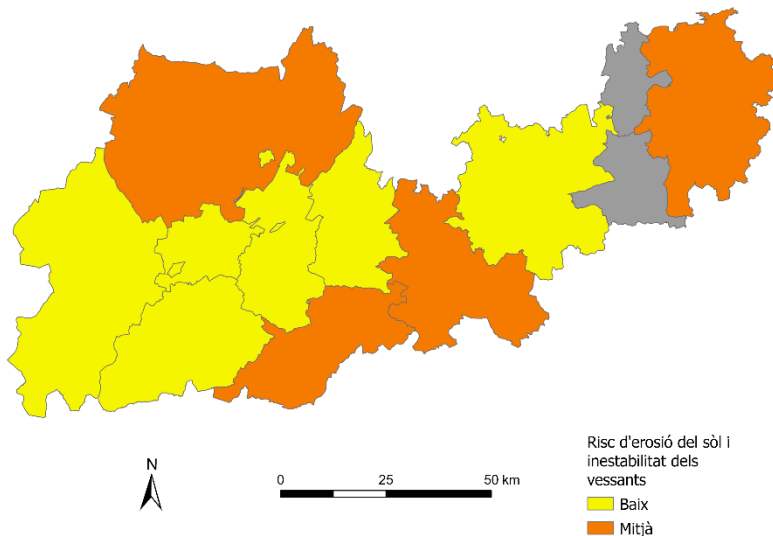 Risc d'erosió del sòl i
inestabilitat dels
vessants
Baix
Mitjà
N
0 25 50 km